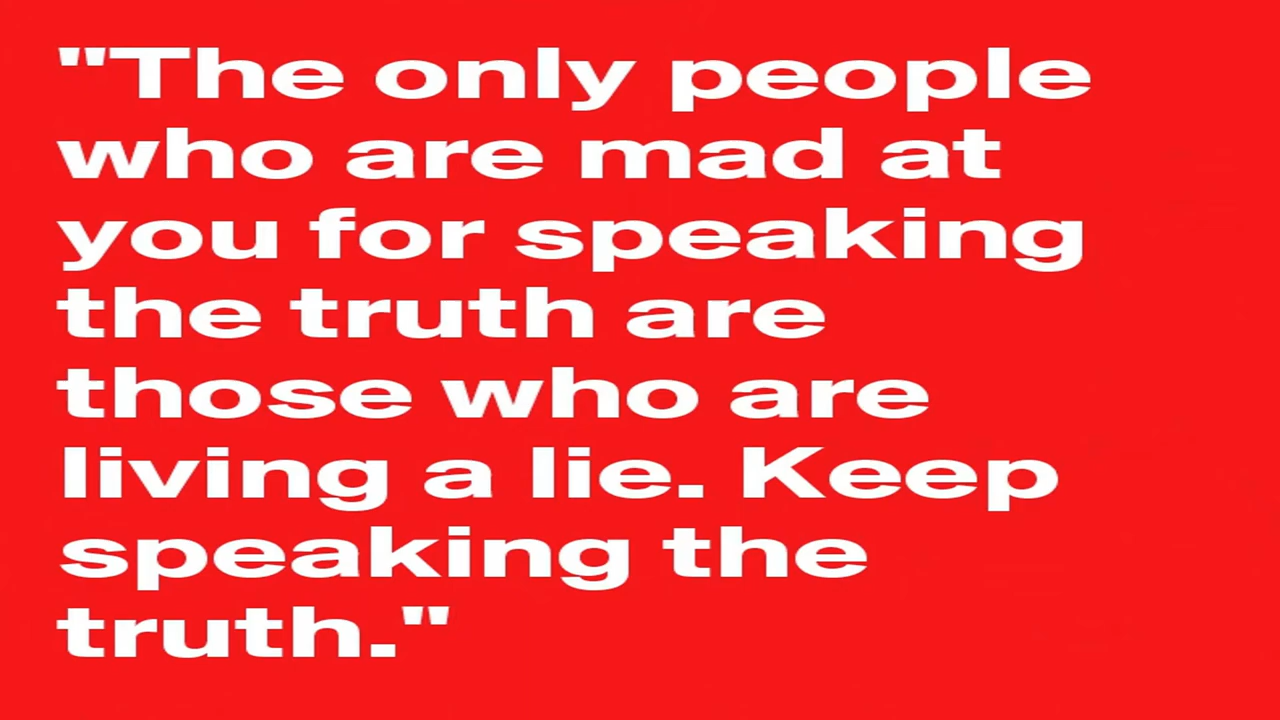 "The only people
who are mad at
you for speaking
the truth are
those who are
living a lie. Keep
speaking the
truth."